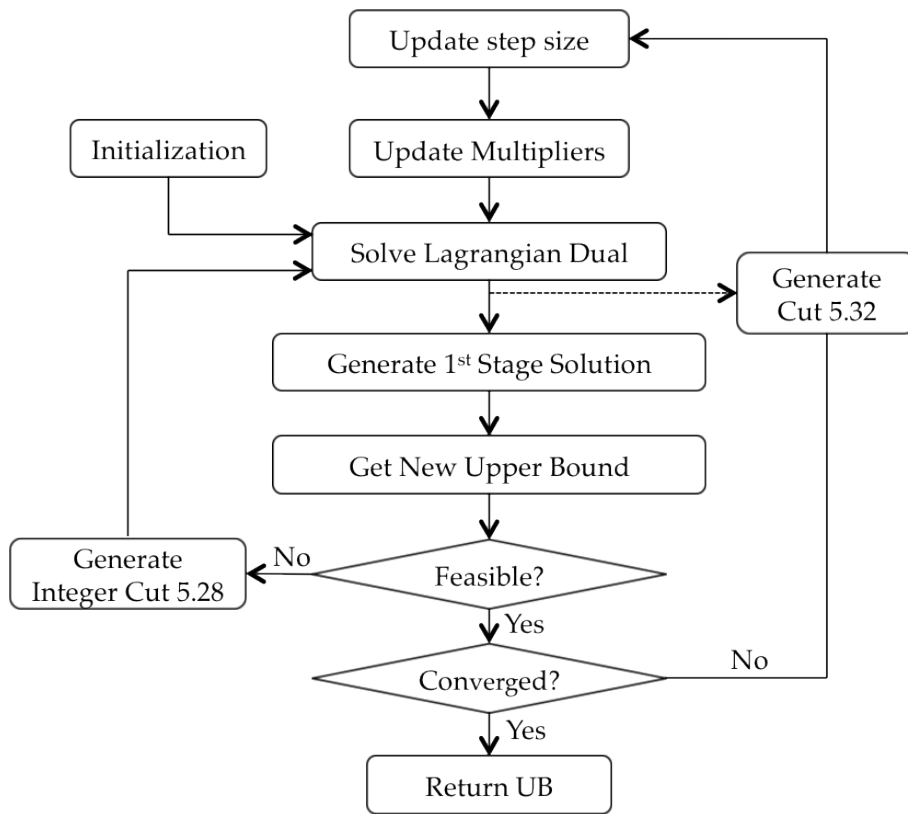 Update step size
Initialization
Update Multipliers
Solve Lagrangian Dual
Generate
Cut 5.32
Generate 1st Stage Solution
Get New Upper Bound
Generate
Integer Cut 5.28
No
Feasible?
Yes
No
Converged?
Yes
Return UB